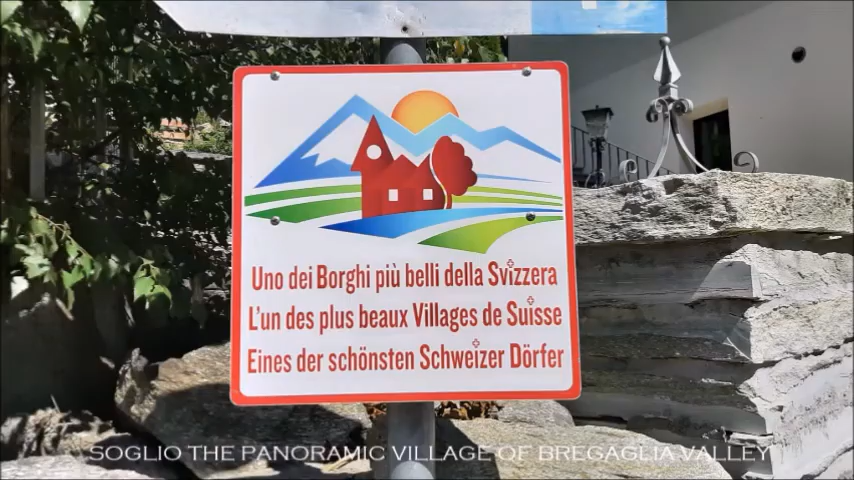 Uno dei Borghi più belli della Svizzera
L'un des plus beaux Villages de Suisse
Eines der schönsten Schweizer Dörfer
SOGLIO THE PANORAMIC VILLAGE OF BREGAGLIA VALLEY